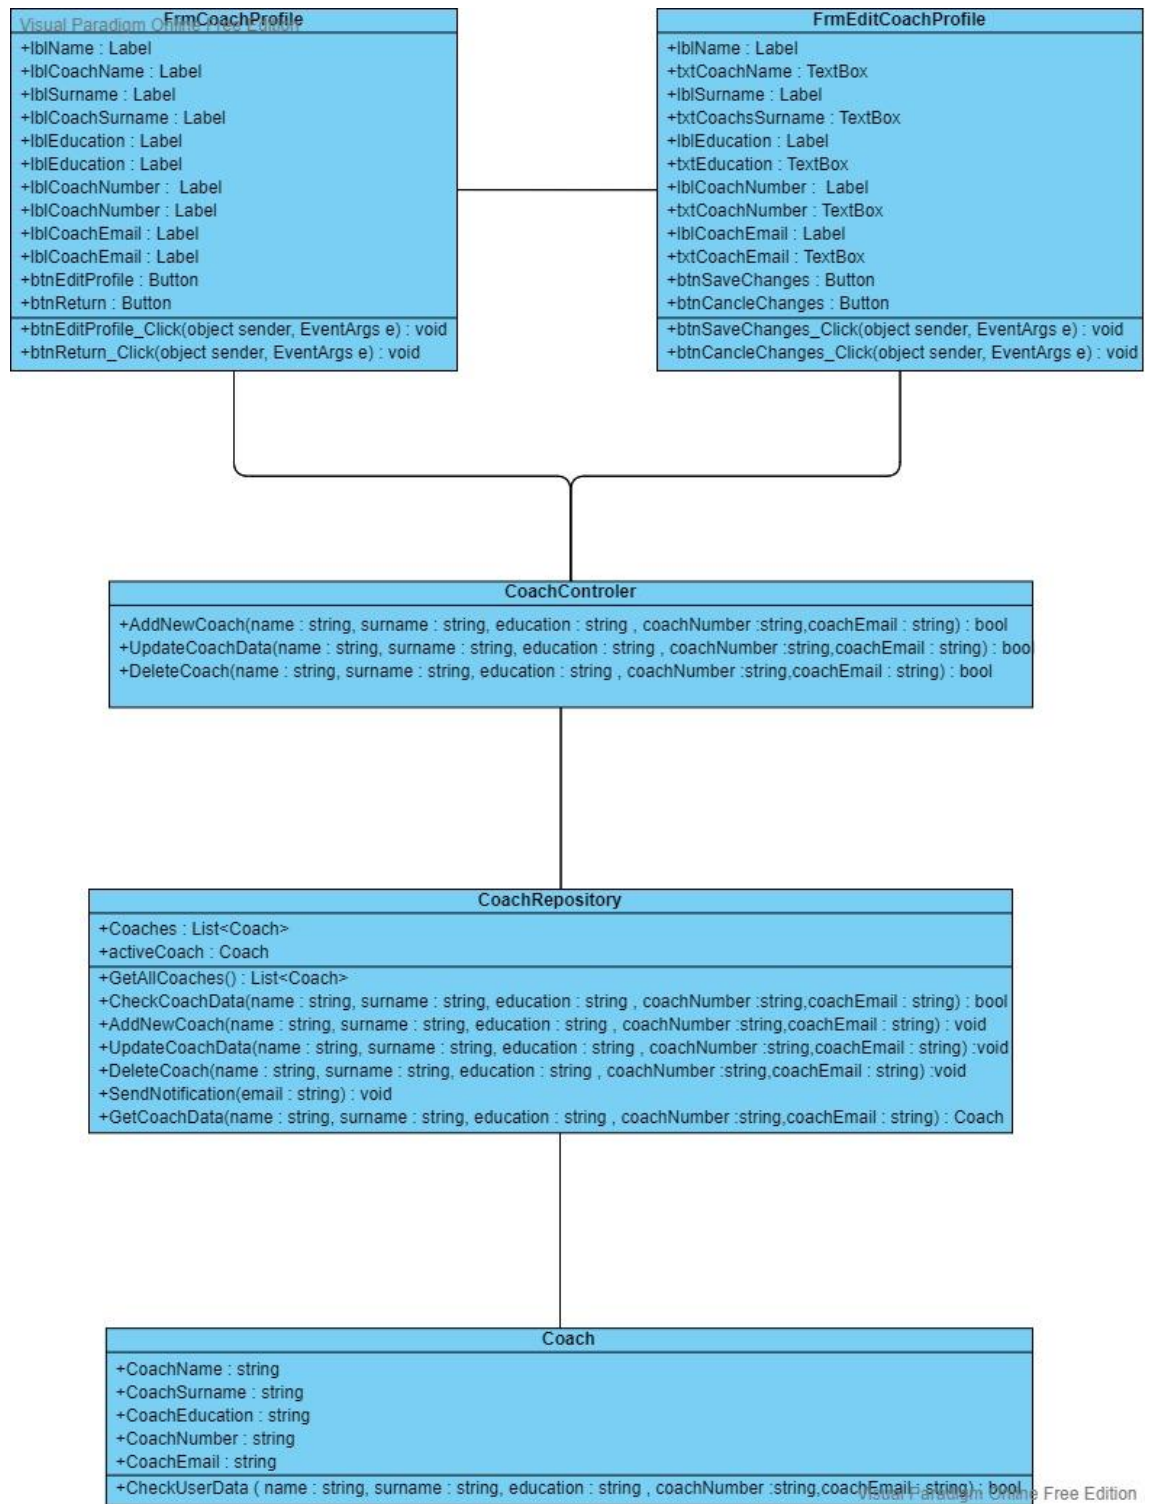 Visual Paradigm Online Free Edition
FrmCoachProfile
+lblName : Label
+lblCoachName : Label
+lblSurname : Label
+lblCoachSurname : Label
+lblEducation : Label
+lblEducation : Label
+lblCoachNumber : Label
+lblCoachNumber : Label
+lblCoachEmail : Label
+lblCoachEmail : Label
+btnEditProfile : Button
+btnReturn : Button
+btnEditProfile_Click(object sender, EventArgs e) : void
+btnReturn_Click(object sender, EventArgs e) : void
FrmEditCoachProfile
+lblName : Label
+txtCoachName : TextBox
+lblSurname : Label
+txtCoachsSurname : TextBox
+lblEducation : Label
+txtEducation : TextBox
+lblCoachNumber : Label
+txtCoachNumber : TextBox
+lblCoachEmail : Label
+txtCoachEmail : TextBox
+btnSaveChanges : Button
+btnCancleChanges : Button
+btnSaveChanges_Click(object sender, EventArgs e) : void
+btnCancleChanges_Click(object sender, EventArgs e) : void
CoachControler
+AddNewCoach(name : string, surname : string, education : string , coachNumber :string,coachEmail : string) : bool
+UpdateCoachData(name : string, surname : string, education : string , coachNumber :string,coachEmail : string) : bool
+DeleteCoach(name : string, surname : string, education : string , coachNumber :string,coachEmail : string) : bool
CoachRepository
+Coaches : List<Coach>
+activeCoach : Coach
+GetAllCoaches() : List<Coach>
+CheckCoachData(name : string, surname : string, education : string , coachNumber :string,coachEmail : string) : bool
+AddNewCoach(name : string, surname : string, education : string , coachNumber :string,coachEmail : string) : void
+UpdateCoachData(name : string, surname : string, education : string , coachNumber :string,coachEmail : string) :void
+DeleteCoach(name : string, surname : string, education : string , coachNumber :string,coachEmail : string) :void
+SendNotification(email : string) : void
+GetCoachData(name : string, surname : string, education : string , coachNumber :string,coachEmail : string) : Coach
Coach
+CoachName : string
+CoachSurname : string
+CoachEducation : string
+CoachNumber : string
+CoachEmail : string
+CheckUserData ( name : string, surname : string, education : string , coachNumber :string,coachEmail : string) : bool
Visual Paradigm Online Free Edition